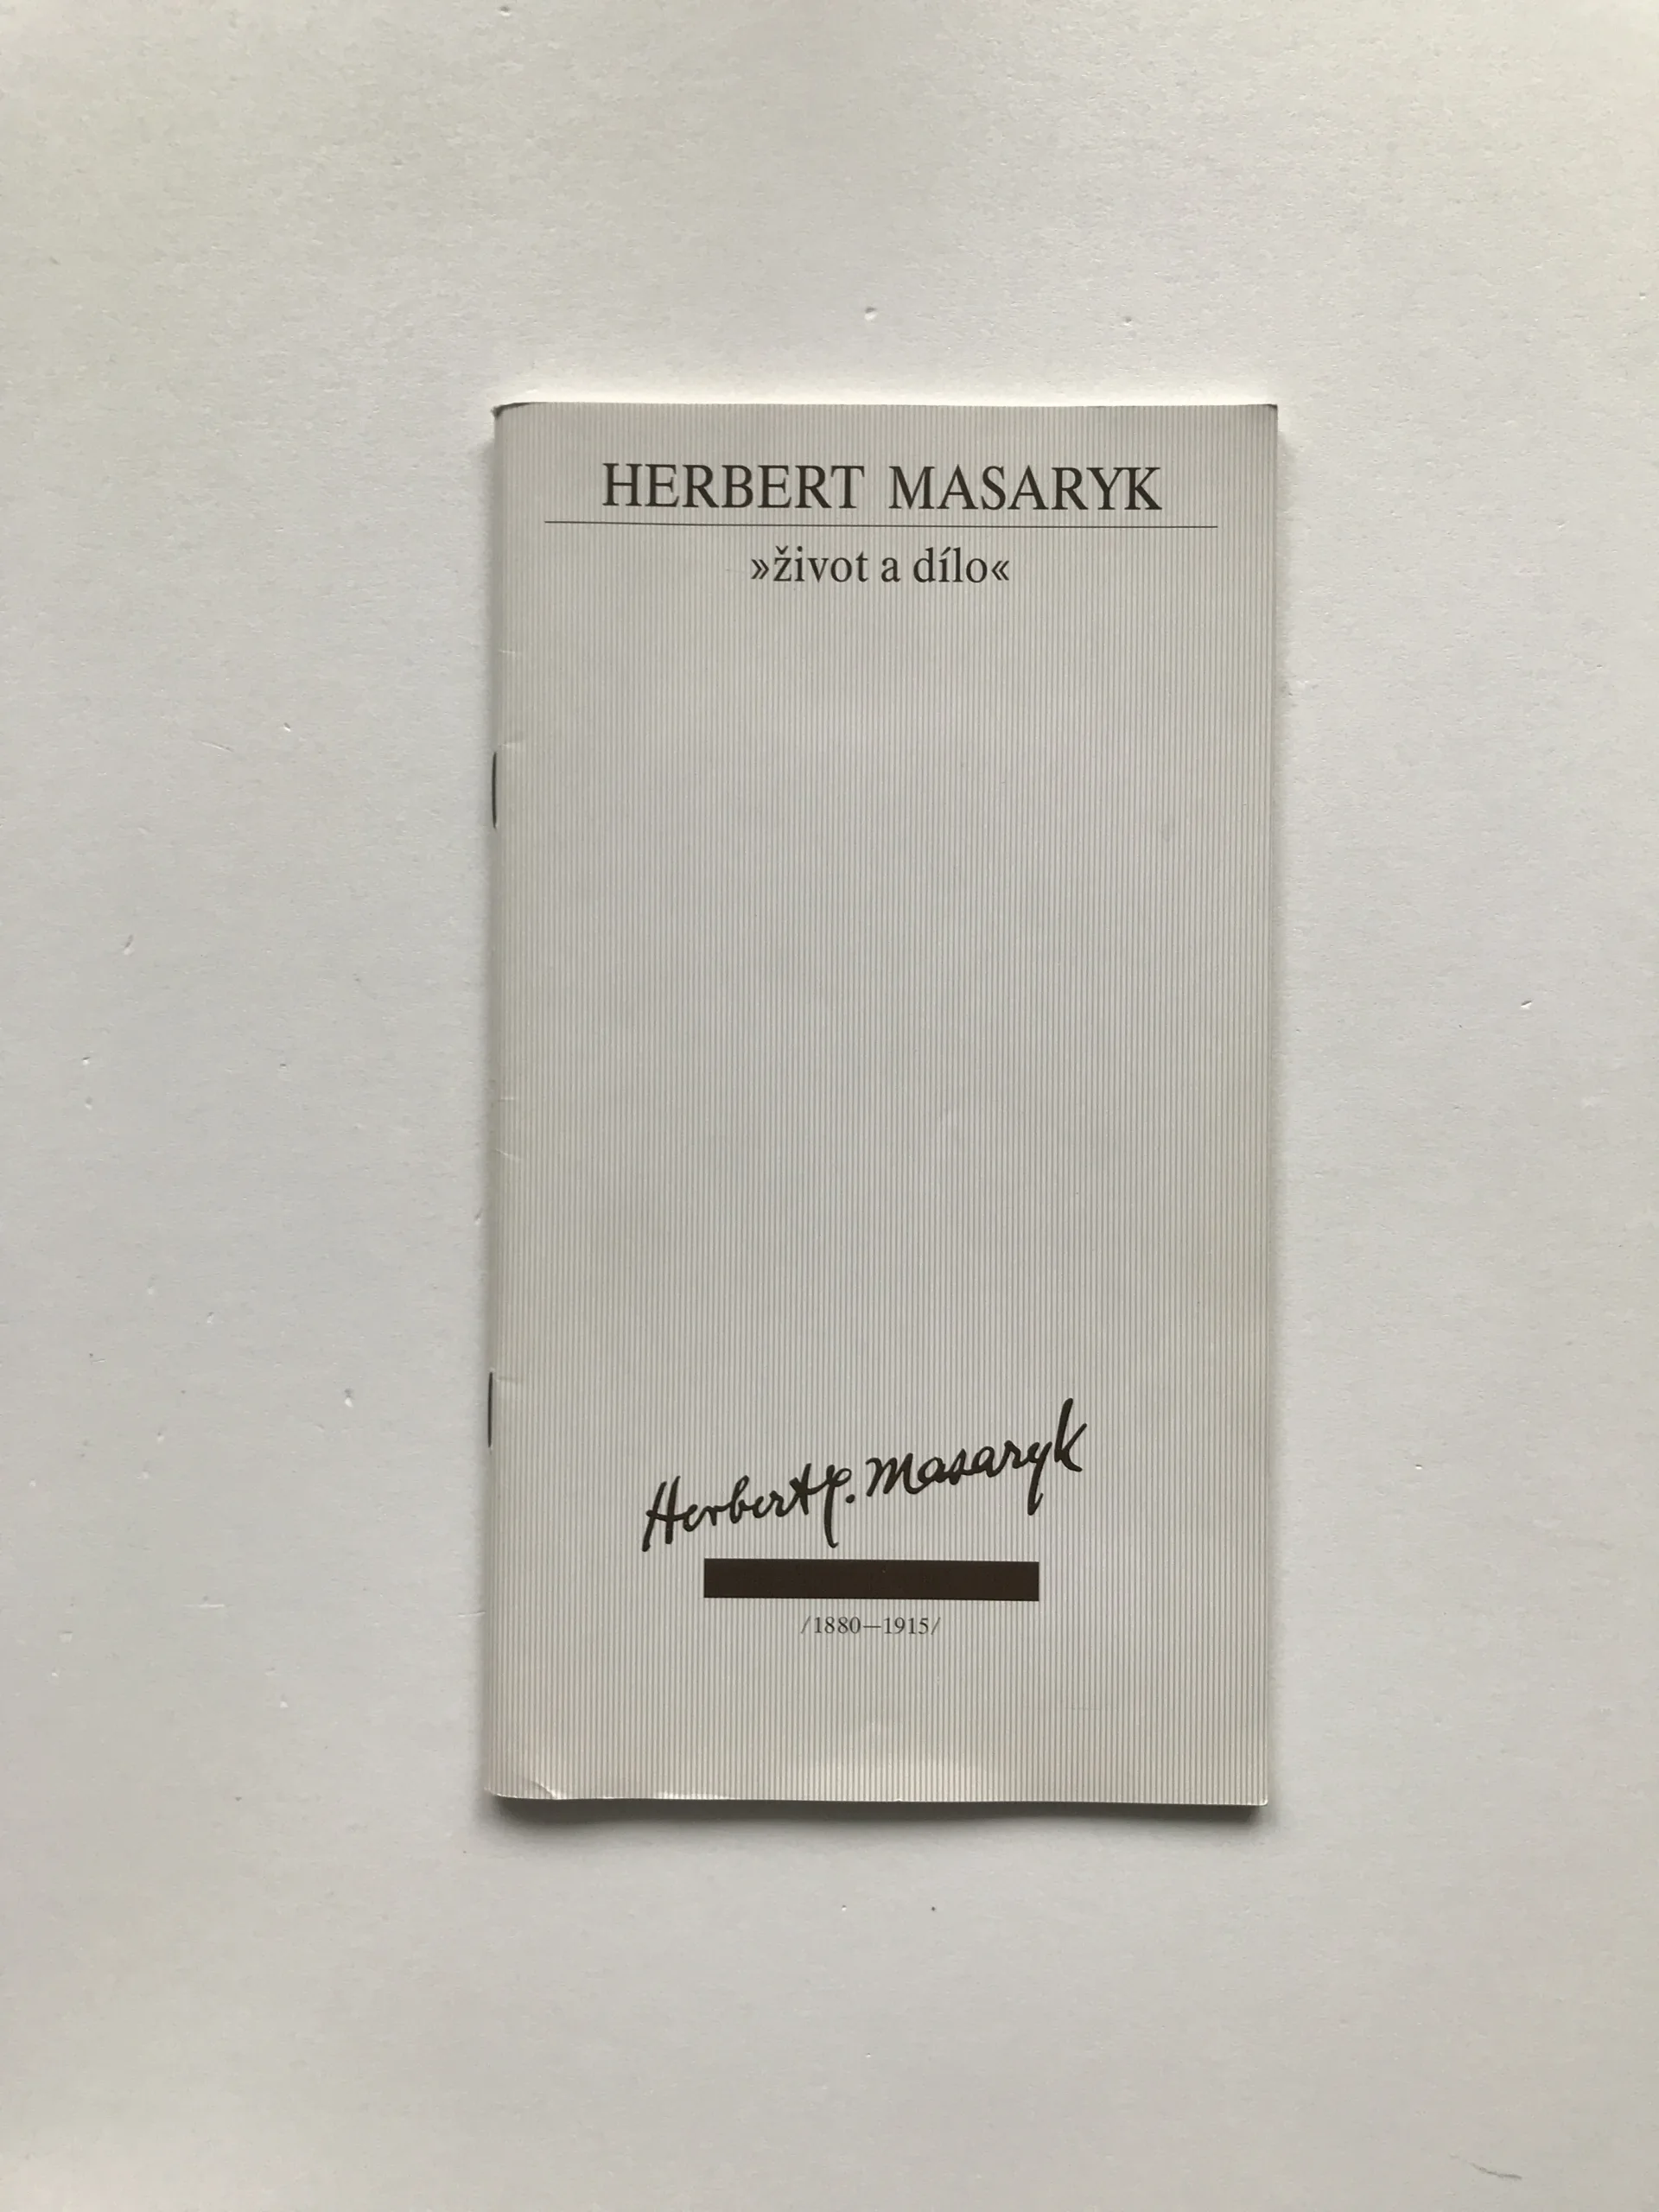 HERBERT MASARYK
»život a dílo«
Herbert G. Masaryk
/1880—1915/